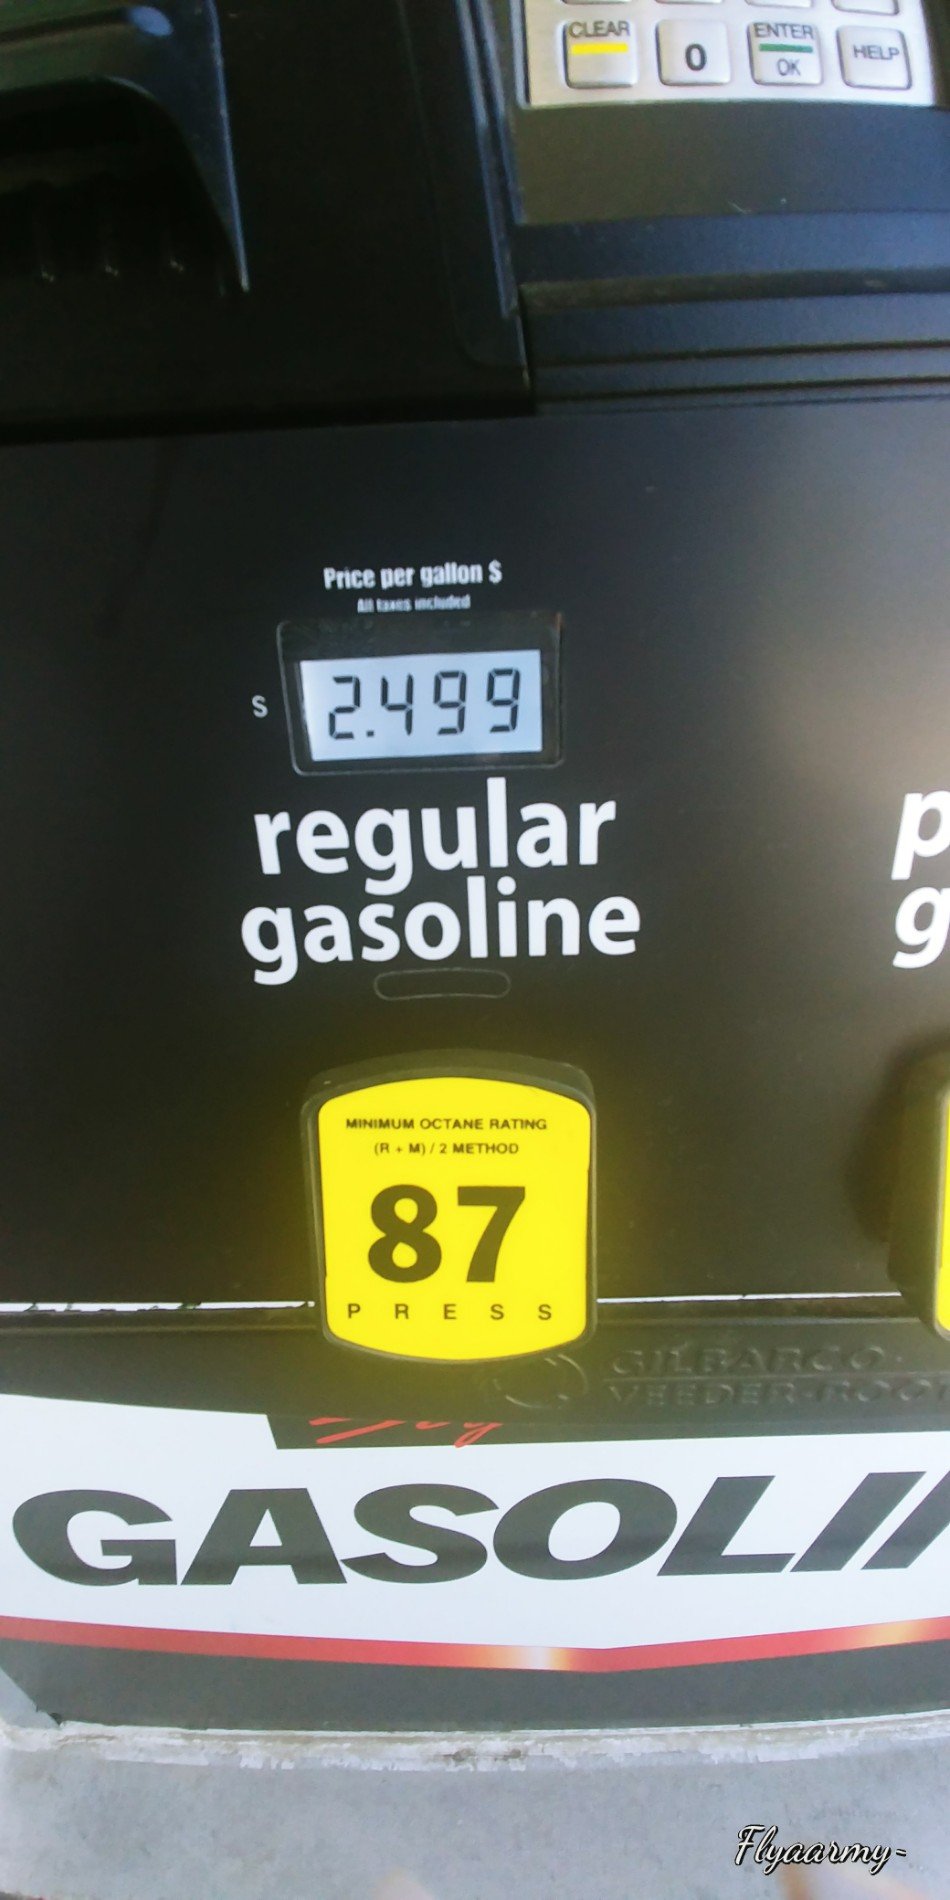 CLEAR
0
ENTER
OK
HELP
Price per gallon $
All taxes included
$ 2.499
regular
gasoline
p
g
MINIMUM OCTANE RATING
(R + M) / 2 METHOD
87
PRESS
GILBARCO
VEEDER-ROO
GASOLI
Flyaarmy-